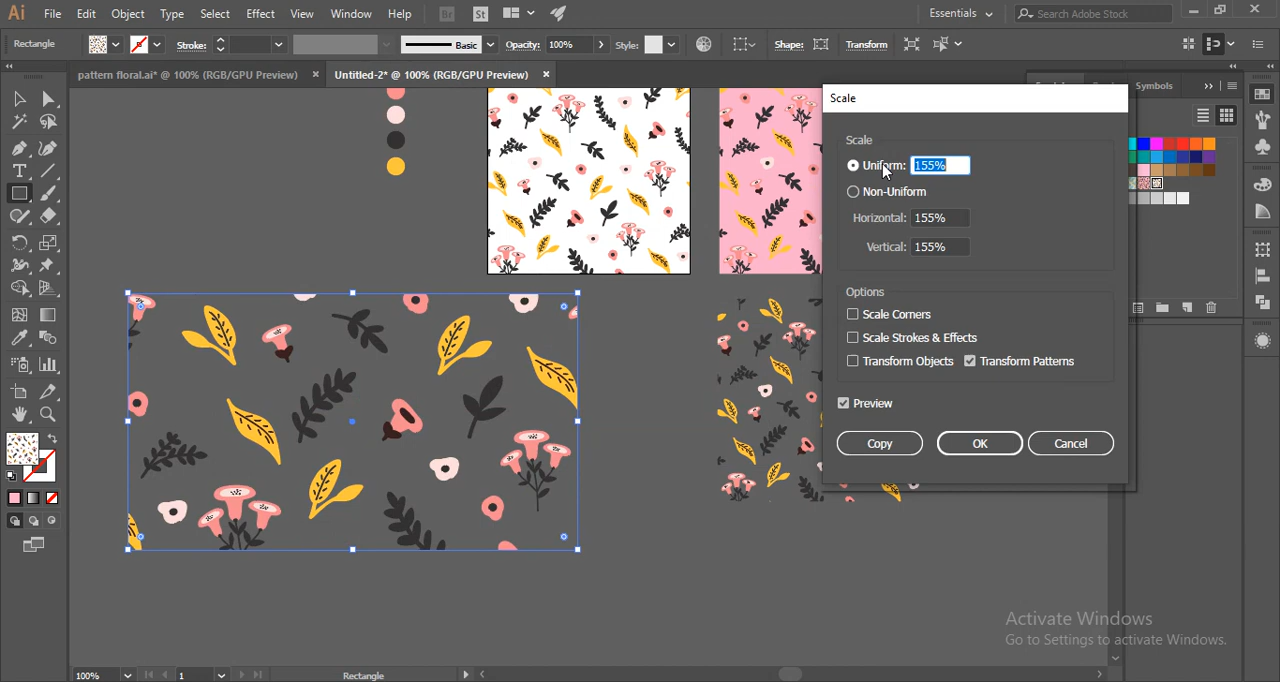 Ai File Edit Object Type Select Effect View Window Help Br St Essentials Search Adobe Stock
Rectangle Stroke: Basic Opacity: 100% Style: Shape: Transform
pattern floral.ai* @ 100% (RGB/GPU Preview) × Untitled-2* @ 100% (RGB/GPU Preview) ×
Symbols
Scale
Scale
Uniform: 155%
Non-Uniform
Horizontal: 155%
Vertical: 155%
Options
Scale Corners
Scale Strokes & Effects
Transform Objects Transform Patterns
Preview
Copy OK Cancel
Activate Windows
Go to Settings to activate Windows.
100% 1 Rectangle